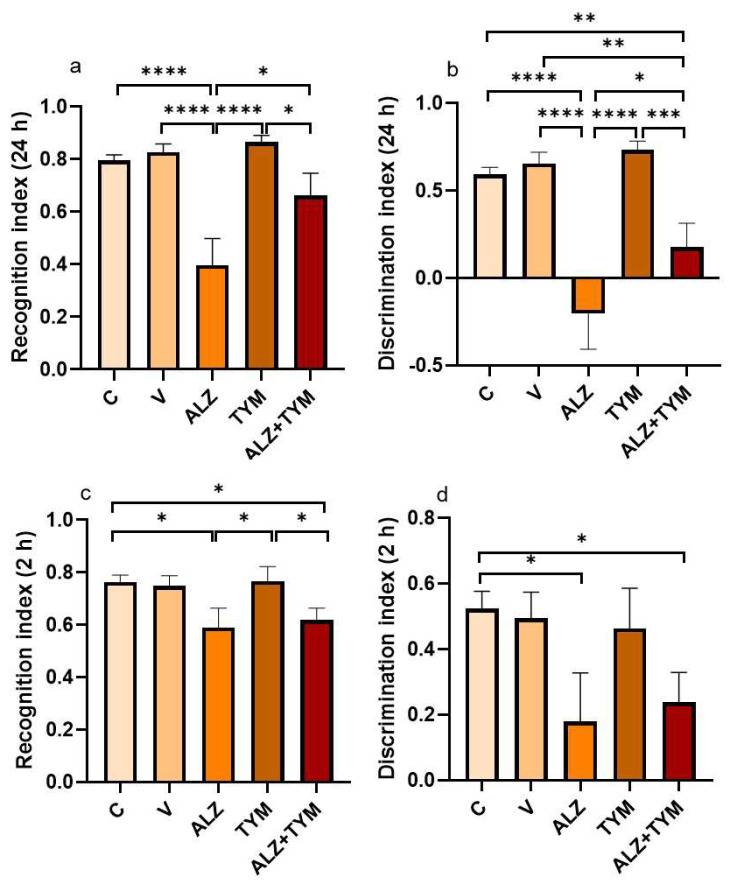 a
**** *
**** **** *
Recognition index (24 h)
1.0
0.8
0.6
0.4
0.2
0.0
C V ALZ TYM ALZ+TYM
b
**
**
**** *
**** **** ***
Discrimination index (24 h)
1.0
0.5
0.0
-0.5
C V ALZ TYM ALZ+TYM
c
*
* * *
Recognition index (2 h)
1.0
0.8
0.6
0.4
0.2
0.0
C V ALZ TYM ALZ+TYM
d
*
*
Discrimination index (2 h)
0.8
0.6
0.4
0.2
0.0
C V ALZ TYM ALZ+TYM